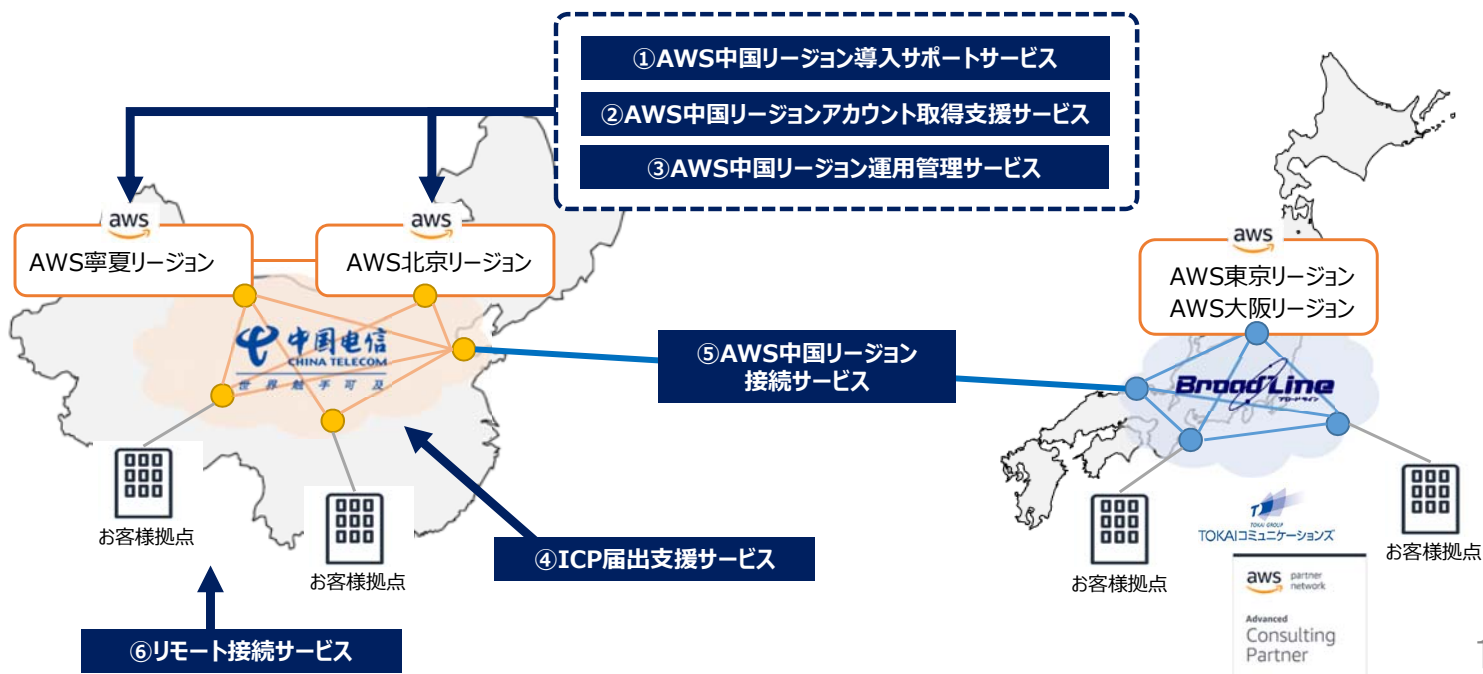 ①AWS中国リージョン導入サポートサービス
②AWS中国リージョンアカウント取得支援サービス
③AWS中国リージョン運用管理サービス
aws
AWS寧夏リージョン
aws
AWS北京リージョン
aws
AWS東京リージョン
AWS大阪リージョン
中国电信
CHINA TELECOM
世界触手可及
⑤AWS中国リージョン
接続サービス
BroadLine
ブロードライン
お客様拠点
お客様拠点
④ICP届出支援サービス
⑥リモート接続サービス
お客様拠点
お客様拠点
TOKAI GROUP
TOKAIコミュニケーションズ
aws partner
network
Advanced
Consulting
Partner